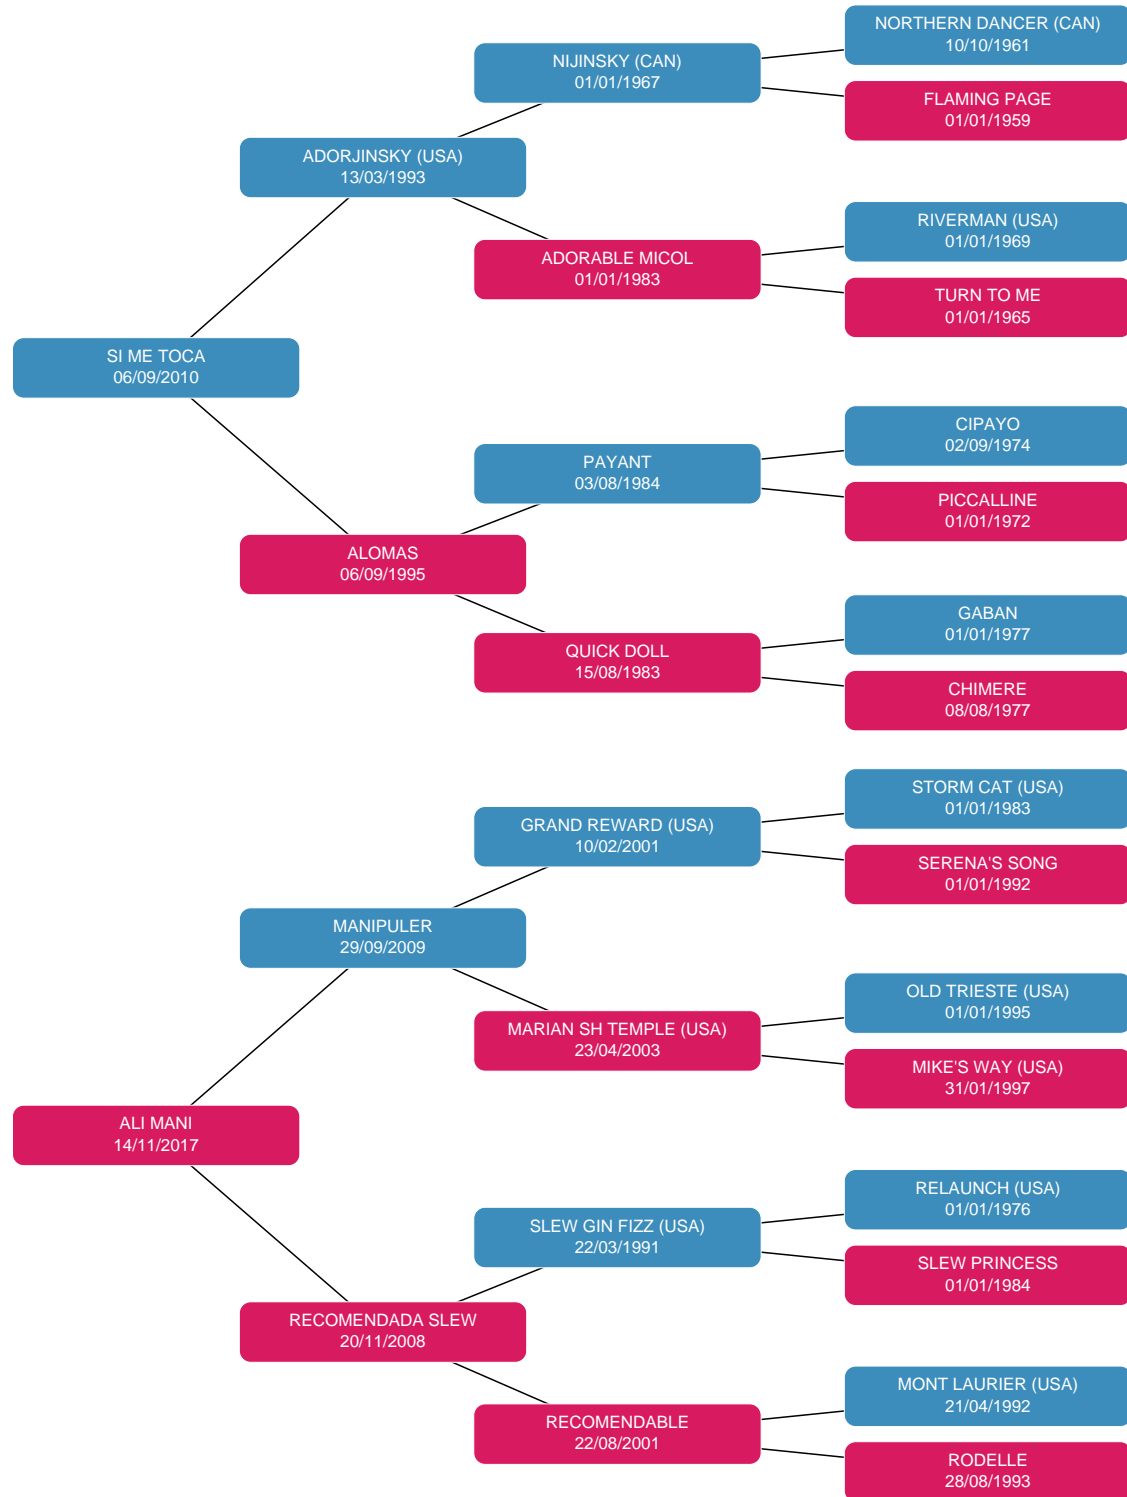 NORTHERN DANCER (CAN)
10/10/1961
NIJINSKY (CAN)
01/01/1967
FLAMING PAGE
01/01/1959
ADORJINSKY (USA)
13/03/1993
RIVERMAN (USA)
01/01/1969
ADORABLE MICOL
01/01/1983
TURN TO ME
01/01/1965
SI ME TOCA
06/09/2010
CIPAYO
02/09/1974
PAYANT
03/08/1984
PICCALLINE
01/01/1972
ALOMAS
06/09/1995
GABAN
01/01/1977
QUICK DOLL
15/08/1983
CHIMERE
08/08/1977
STORM CAT (USA)
01/01/1983
GRAND REWARD (USA)
10/02/2001
SERENA'S SONG
01/01/1992
MANIPULER
29/09/2009
OLD TRIESTE (USA)
01/01/1995
MARIAN SH TEMPLE (USA)
23/04/2003
MIKE'S WAY (USA)
31/01/1997
ALI MANI
14/11/2017
RELAUNCH (USA)
01/01/1976
SLEW GIN FIZZ (USA)
22/03/1991
SLEW PRINCESS
01/01/1984
RECOMENDADA SLEW
20/11/2008
MONT LAURIER (USA)
21/04/1992
RECOMENDABLE
22/08/2001
RODELLE
28/08/1993